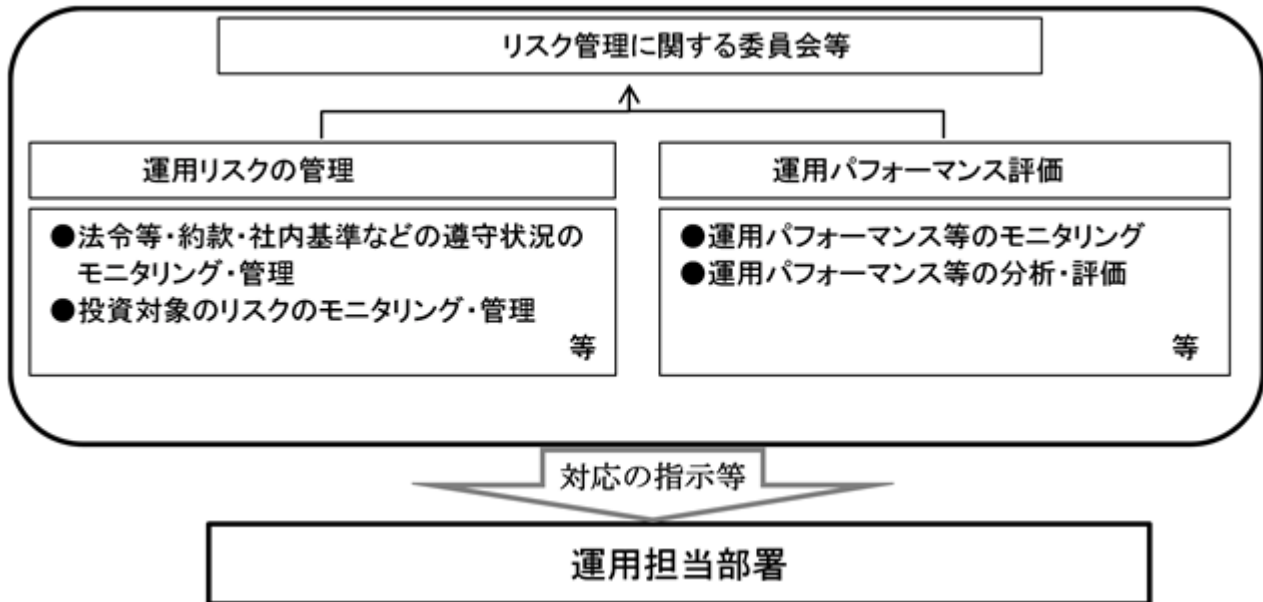 リスク管理に関する委員会等
運用リスクの管理
●法令等・約款・社内基準などの遵守状況の
モニタリング・管理
●投資対象のリスクのモニタリング・管理
等
運用パフォーマンス評価
●運用パフォーマンス等のモニタリング
●運用パフォーマンス等の分析・評価
等
対応の指示等
運用担当部署